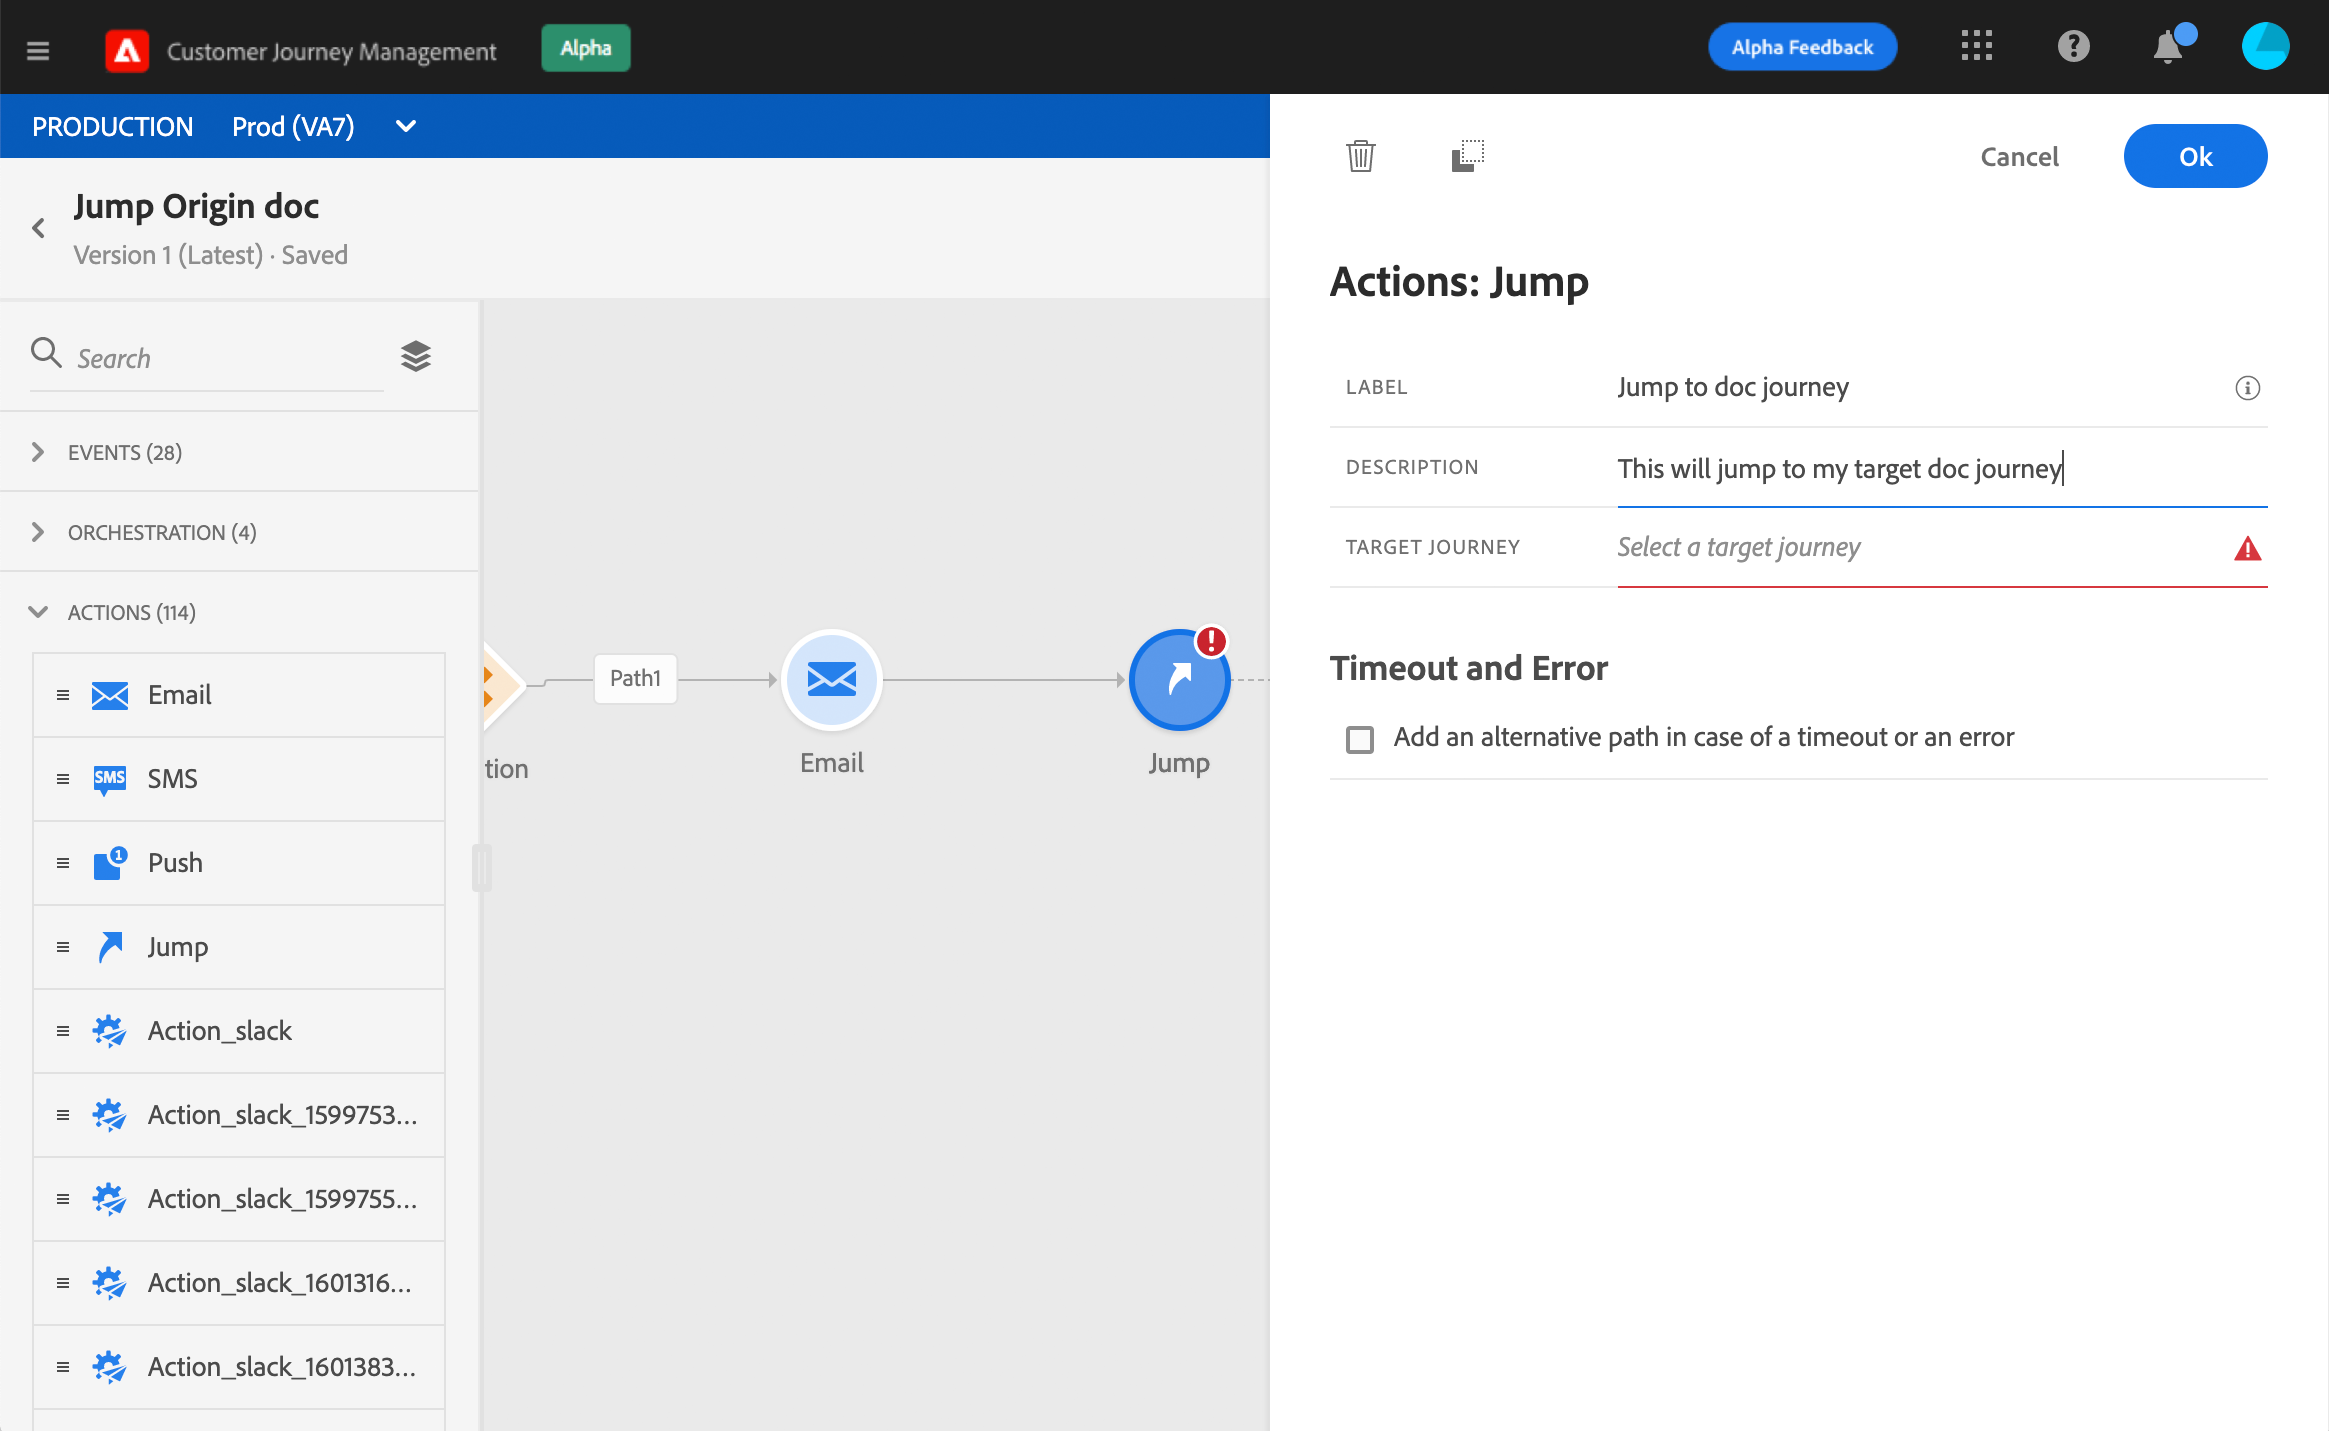 Customer Journey Management
Alpha
Alpha Feedback
PRODUCTION Prod (VA7)
Jump Origin doc
Version 1 (Latest) · Saved
Search
EVENTS (28)
ORCHESTRATION (4)
ACTIONS (114)
Email
SMS
SMS
1
Push
Jump
Action_slack
Action_slack_1599753...
Action_slack_1599755...
Action_slack_1601316...
Action_slack_1601383...
tion
Path1
Email
Jump
Cancel
Ok
Actions: Jump
LABEL Jump to doc journey
DESCRIPTION This will jump to my target doc journey
TARGET JOURNEY Select a target journey
Timeout and Error
Add an alternative path in case of a timeout or an error